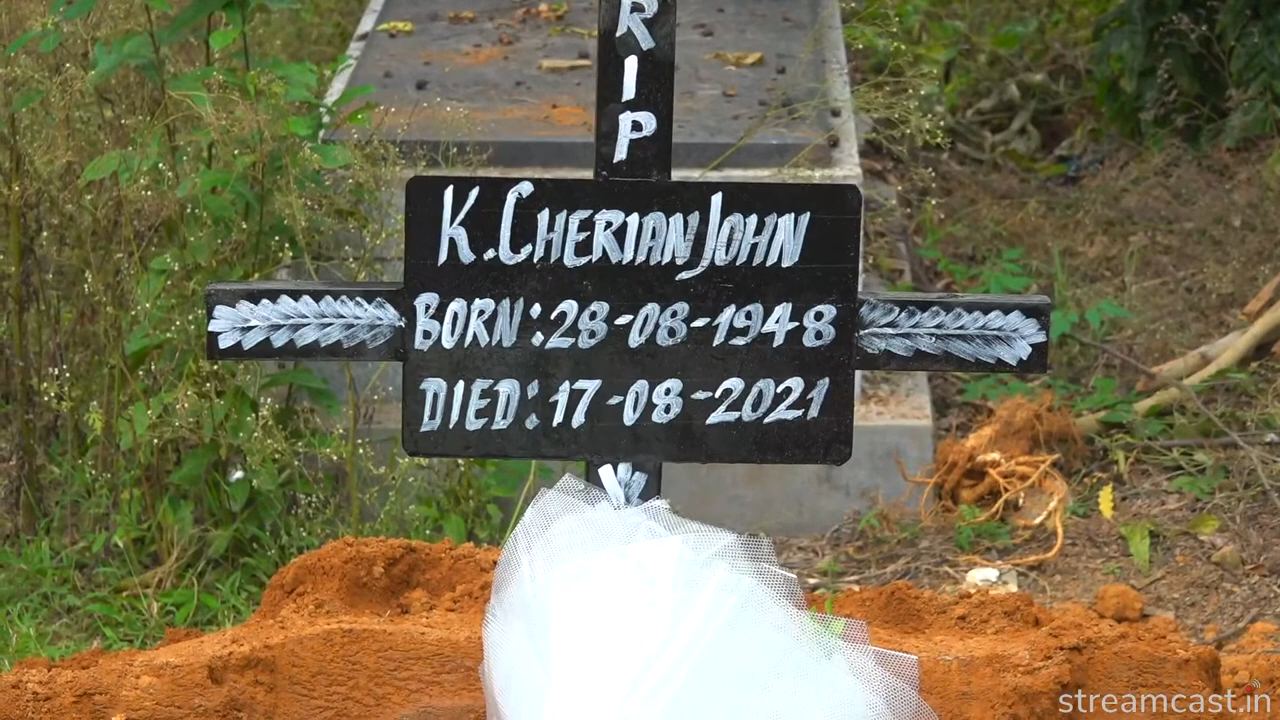 RIP
K. CHERIAN JOHN
BORN: 28-08-1948
DIED: 17-08-2021
streamcast.in